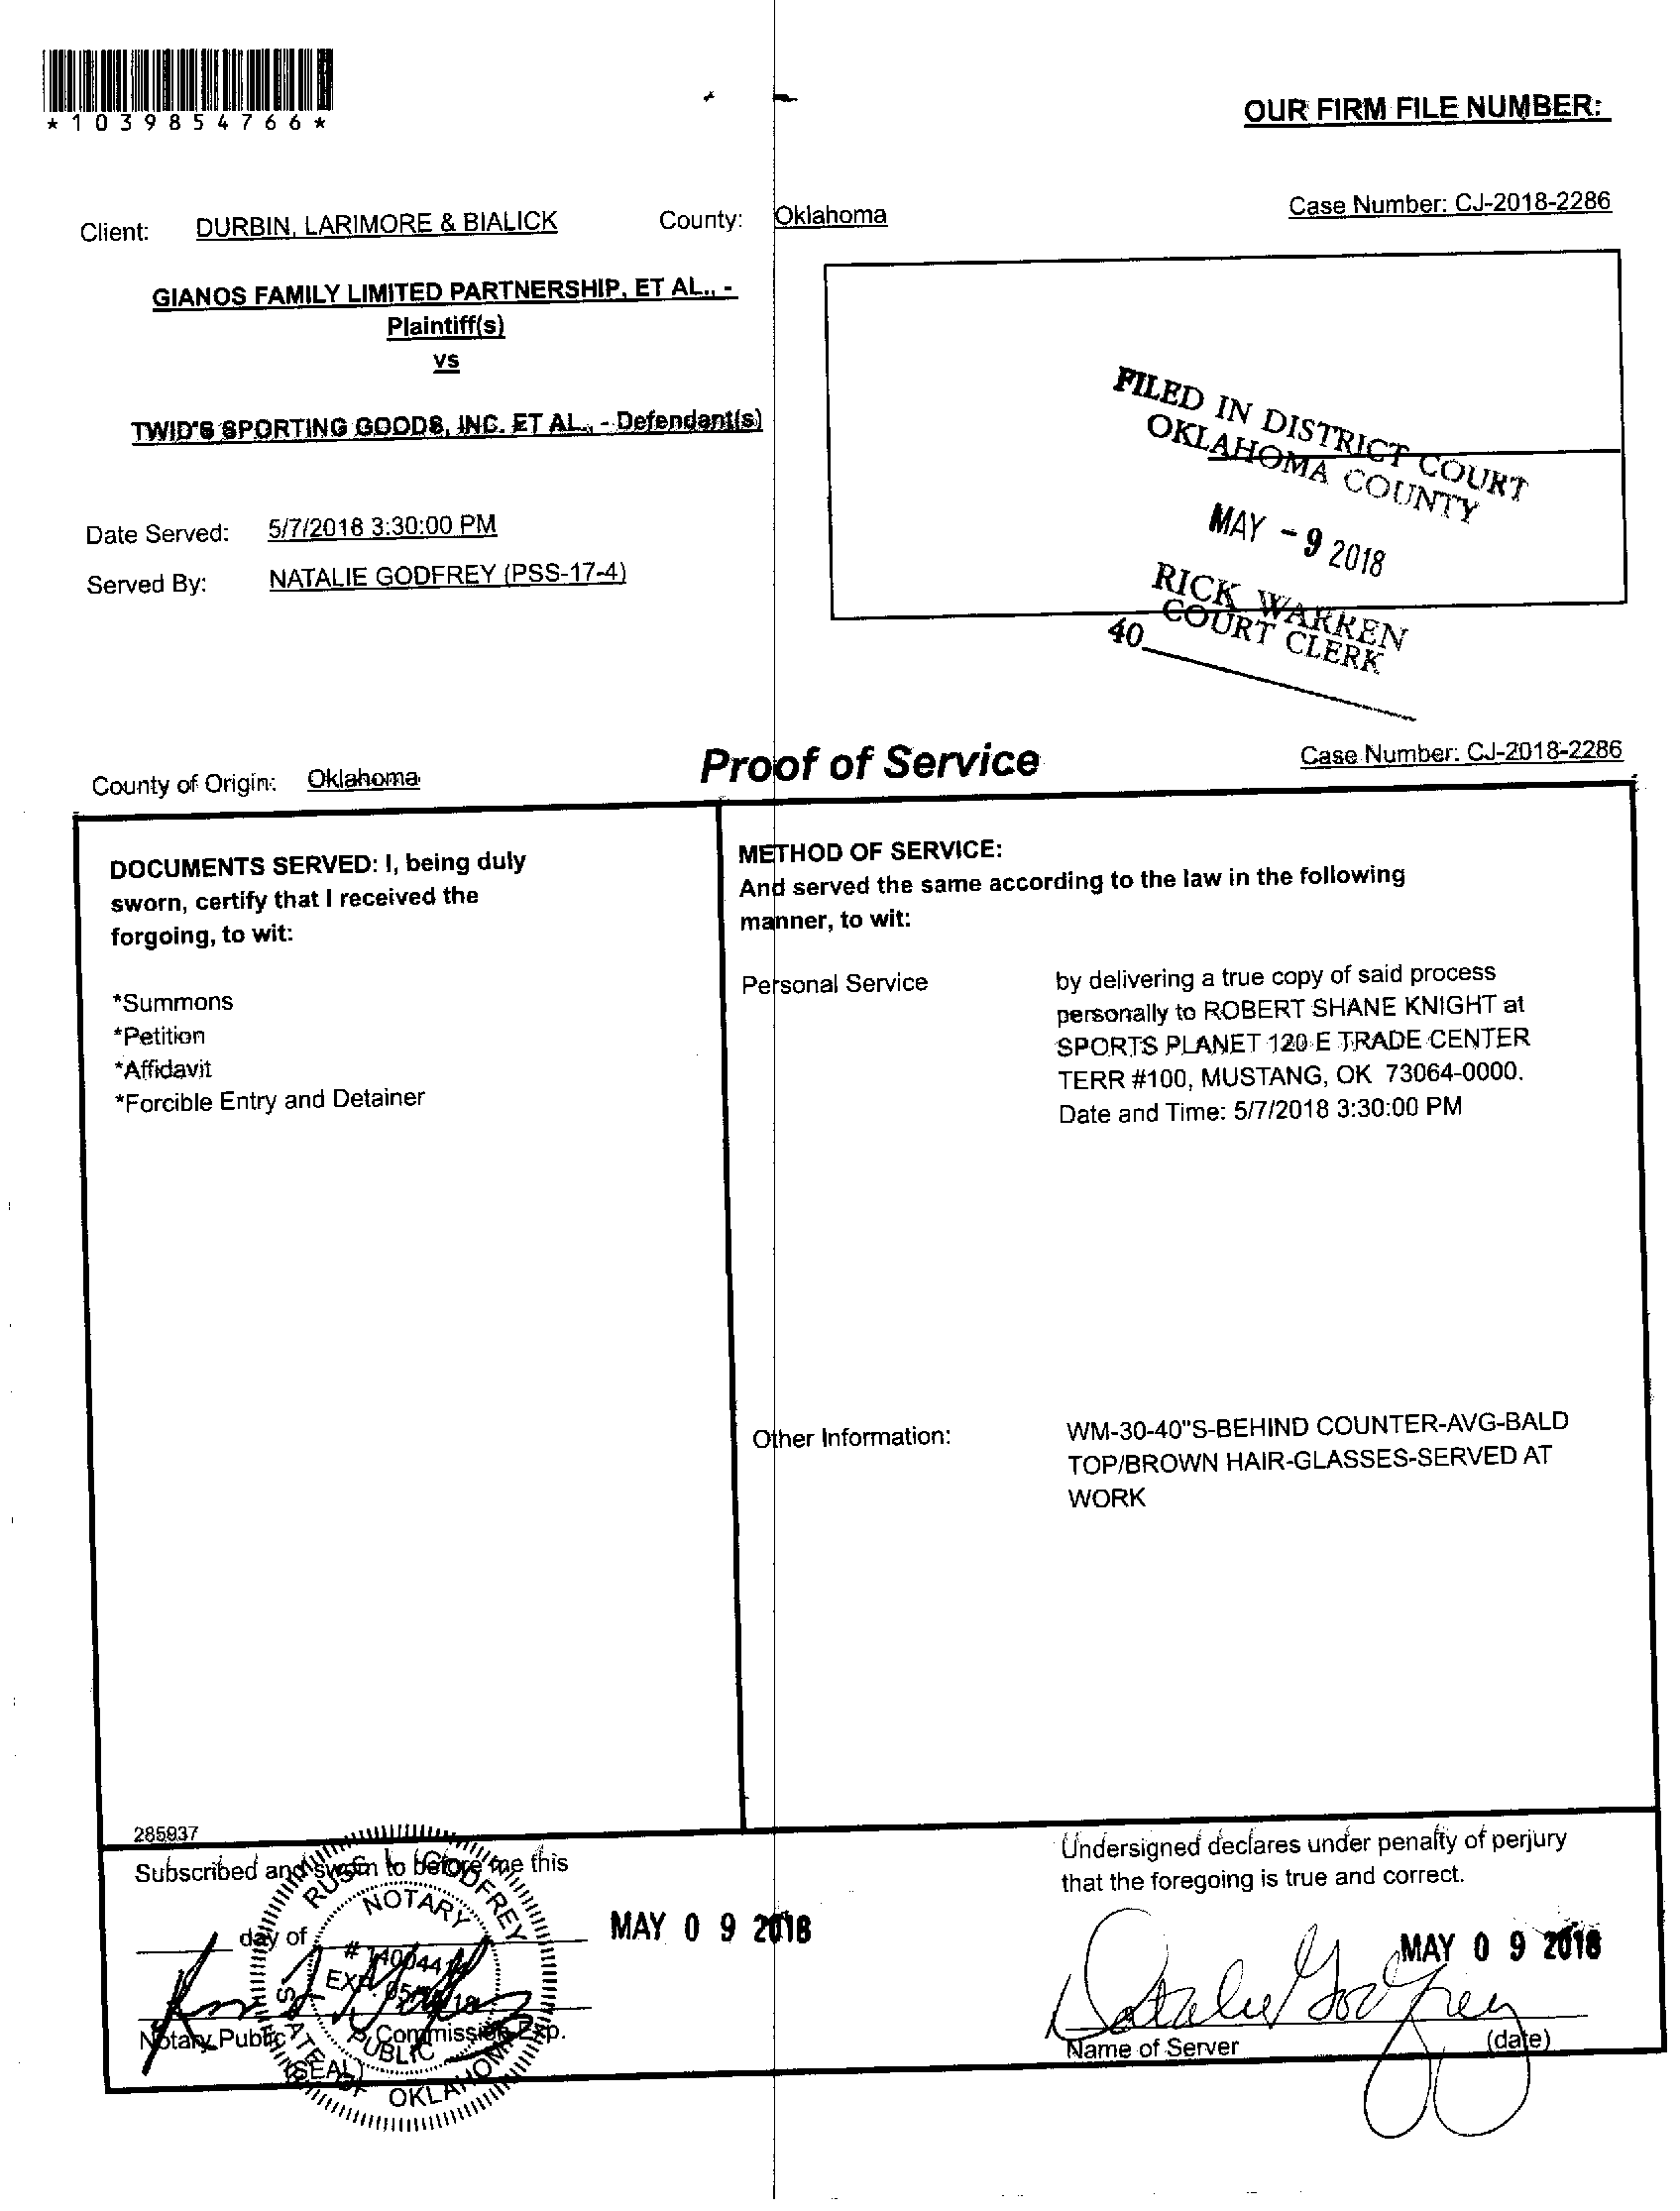 *1039854766*
OUR FIRM FILE NUMBER:
Client: DURBIN, LARIMORE & BIALICK County: Oklahoma Case Number: CJ-2018-2286
GIANOS FAMILY LIMITED PARTNERSHIP, ET AL., -
Plaintiff(s)
vs
TWID'S SPORTING GOODS, INC. ET AL., - Defendant(s)
FILED IN DISTRICT COURT
OKLAHOMA COUNTY
MAY - 9 2018
RICK WARREN
COURT CLERK
40
Date Served: 5/7/2018 3:30:00 PM
Served By: NATALIE GODFREY (PSS-17-4)
County of Origin: Oklahoma
Proof of Service
Case Number: CJ-2018-2286
DOCUMENTS SERVED: I, being duly
sworn, certify that I received the
forgoing, to wit:
*Summons
*Petition
*Affidavit
*Forcible Entry and Detainer
METHOD OF SERVICE:
And served the same according to the law in the following
manner, to wit:
Personal Service
by delivering a true copy of said process
personally to ROBERT SHANE KNIGHT at
SPORTS PLANET 120 E TRADE CENTER
TERR #100, MUSTANG, OK 73064-0000.
Date and Time: 5/7/2018 3:30:00 PM
Other Information:
WM-30-40"S-BEHIND COUNTER-AVG-BALD
TOP/BROWN HAIR-GLASSES-SERVED AT
WORK
285937
Subscribed and sworn to before me this
day of
MAY 0 9 2018
Notary Public Commission Exp.
(SEAL)
NOTARY
PUBLIC
STATE OF OKLAHOMA
Undersigned declares under penalty of perjury
that the foregoing is true and correct.
Natalie Godfrey
MAY 0 9 2018
Name of Server (date)